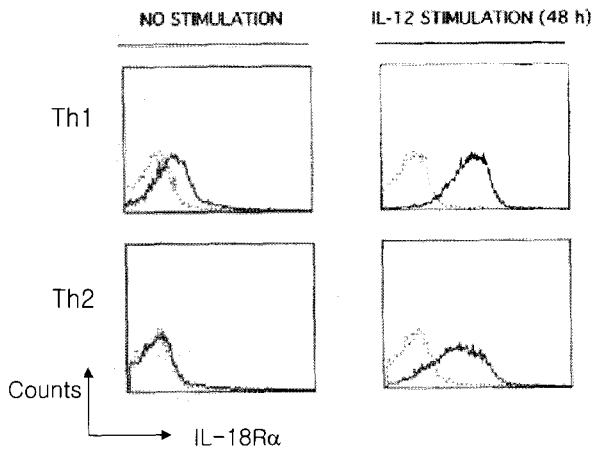 NO STIMULATION
IL-12 STIMULATION (48 h)
Th1
Th2
Counts
IL-18Rα